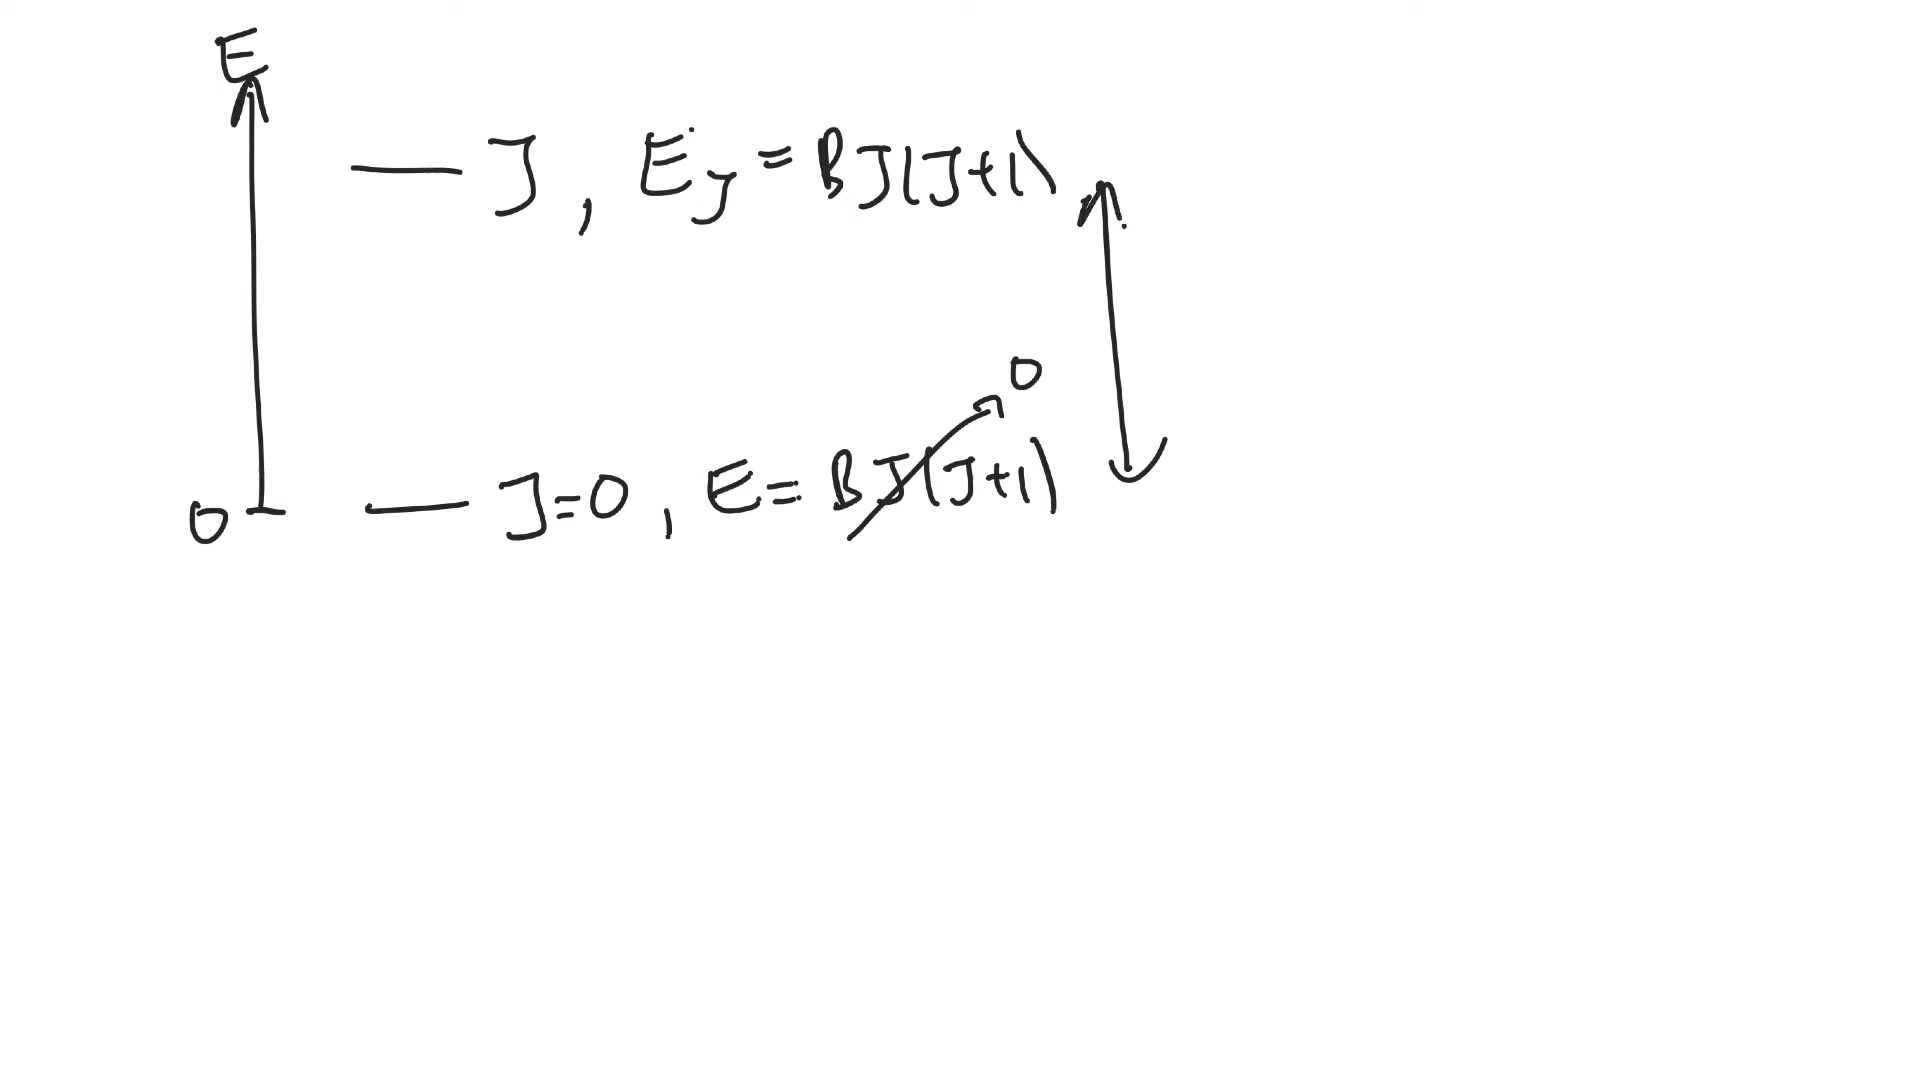 E
J , E_J = BJ(J+1)
0
0 J=0 , E= BJ(J+1)